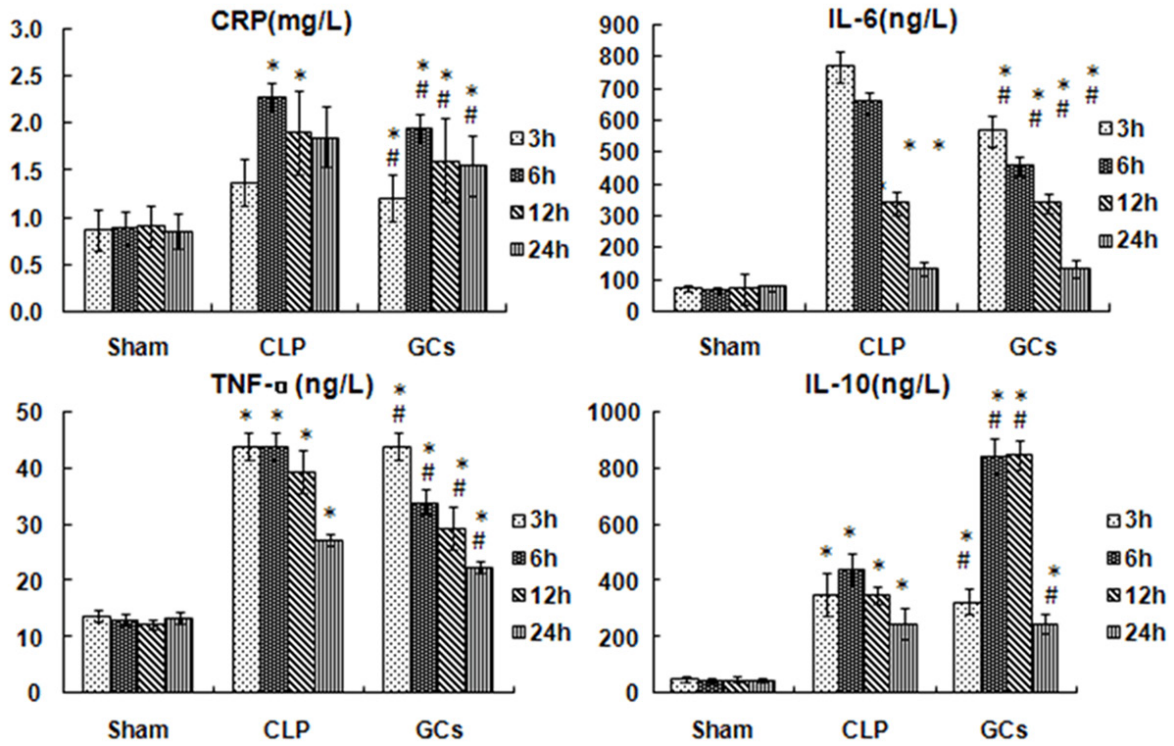 CRP(mg/L)
3.0
2.5
2.0
1.5
1.0
0.5
0.0
* *
* # * # * # * #
3h
6h
12h
24h
Sham CLP GCs
IL-6(ng/L)
900
800
700
600
500
400
300
200
100
0
* *
* # * # * # * #
3h
6h
12h
24h
Sham CLP GCs
TNF-α (ng/L)
50
40
30
20
10
0
* * * *
* # * # * # * #
3h
6h
12h
24h
Sham CLP GCs
IL-10(ng/L)
1000
800
600
400
200
0
* * * *
* # * # * # * #
3h
6h
12h
24h
Sham CLP GCs